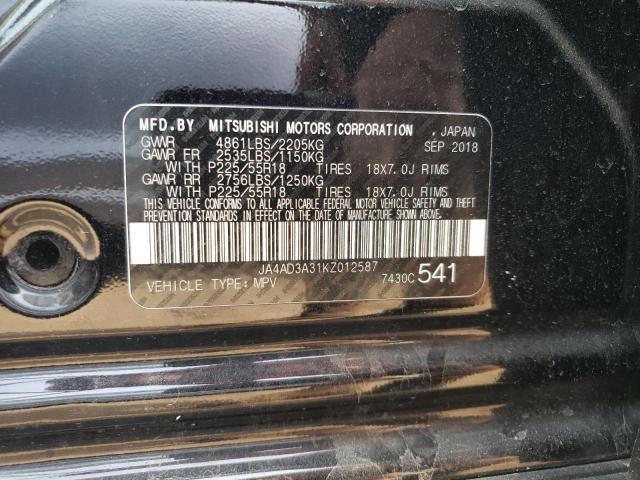 MFD.BY MITSUBISHI MOTORS CORPORATION , JAPAN
GVWR 4861LBS/2205KG SEP 2018
GAWR FR 2535LBS/1150KG
WITH P225/55R18 TIRES 18X7.0J RIMS
GAWR RR 2756LBS/1250KG
WITH P225/55R18 TIRES 18X7.0J RIMS
THIS VEHICLE CONFORMS TO ALL APPLICABLE FEDERAL MOTOR VEHICLE SAFETY AND THEFT
PREVENTION STANDARDS IN EFFECT ON THE DATE OF MANUFACTURE SHOWN ABOVE.
JA4AD3A31KZ012587
VEHICLE TYPE:MPV 7430C 541